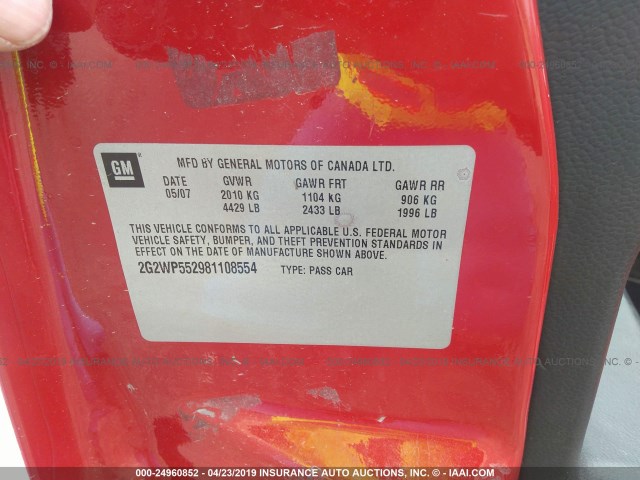 GM
MFD BY GENERAL MOTORS OF CANADA LTD.
DATE GVWR GAWR FRT GAWR RR
05/07 2010 KG 1104 KG 906 KG
4429 LB 2433 LB 1996 LB
THIS VEHICLE CONFORMS TO ALL APPLICABLE U.S. FEDERAL MOTOR
VEHICLE SAFETY, BUMPER, AND THEFT PREVENTION STANDARDS IN
EFFECT ON THE DATE OF MANUFACTURE SHOWN ABOVE.
2G2WP552981108554 TYPE: PASS CAR
000-24960852 - 04/23/2019 INSURANCE AUTO AUCTIONS, INC. - © - IAAI.COM